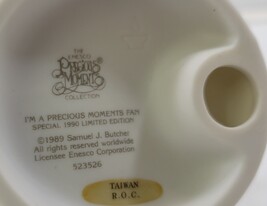 THE
ENESCO
PRECIOUS
MOMENTS
COLLECTION
I'M A PRECIOUS MOMENTS FAN
SPECIAL 1990 LIMITED EDITION
©1989 Samuel J. Butcher
All rights reserved worldwide
Licensee Enesco Corporation
523526
TAIWAN
R.O.C.